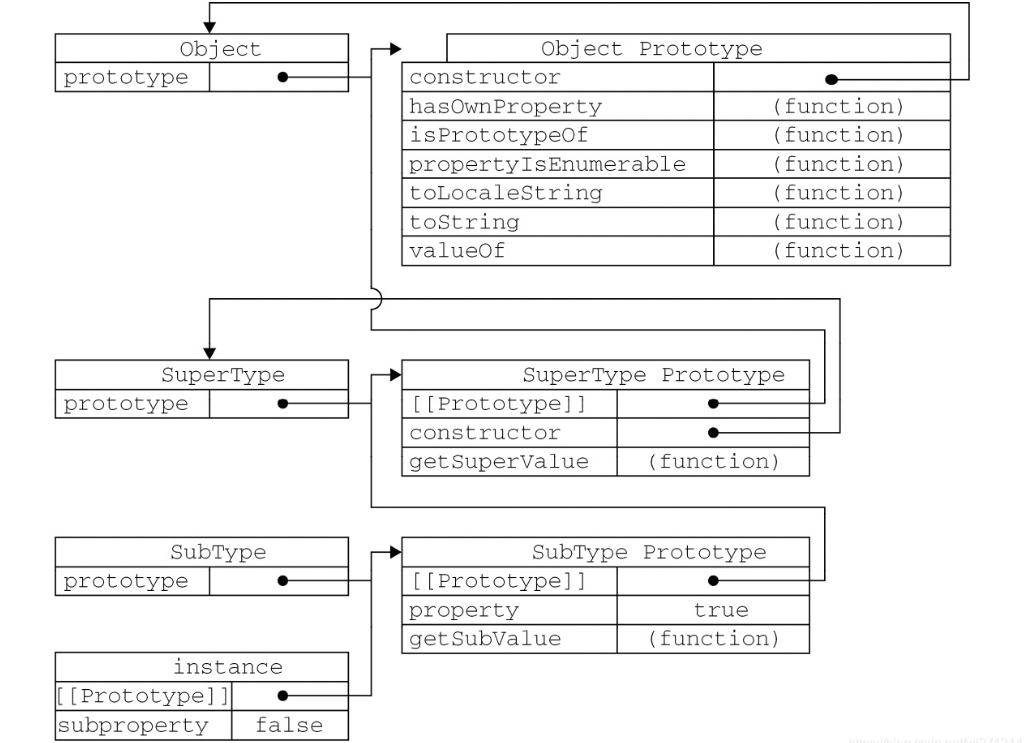 Object
prototype
Object Prototype
constructor
hasOwnProperty (function)
isPrototypeOf (function)
propertyIsEnumerable (function)
toLocaleString (function)
toString (function)
valueOf (function)
SuperType
prototype
SuperType Prototype
[[Prototype]]
constructor
getSuperValue (function)
SubType
prototype
SubType Prototype
[[Prototype]]
property true
getSubValue (function)
instance
[[Prototype]]
subproperty false